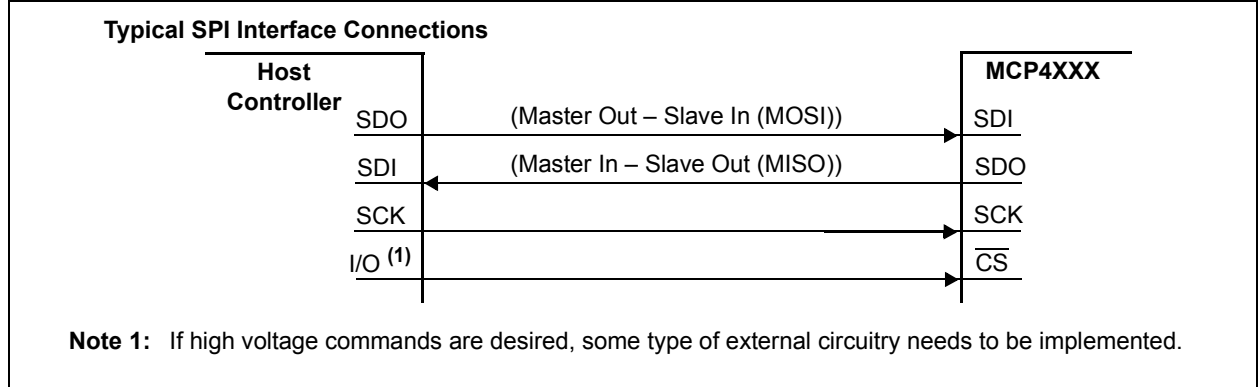 Typical SPI Interface Connections
Host
Controller
MCP4XXX
SDO
(Master Out – Slave In (MOSI))
SDI
SDI
(Master In – Slave Out (MISO))
SDO
SCK
SCK
I/O (1)
CS
Note 1: If high voltage commands are desired, some type of external circuitry needs to be implemented.